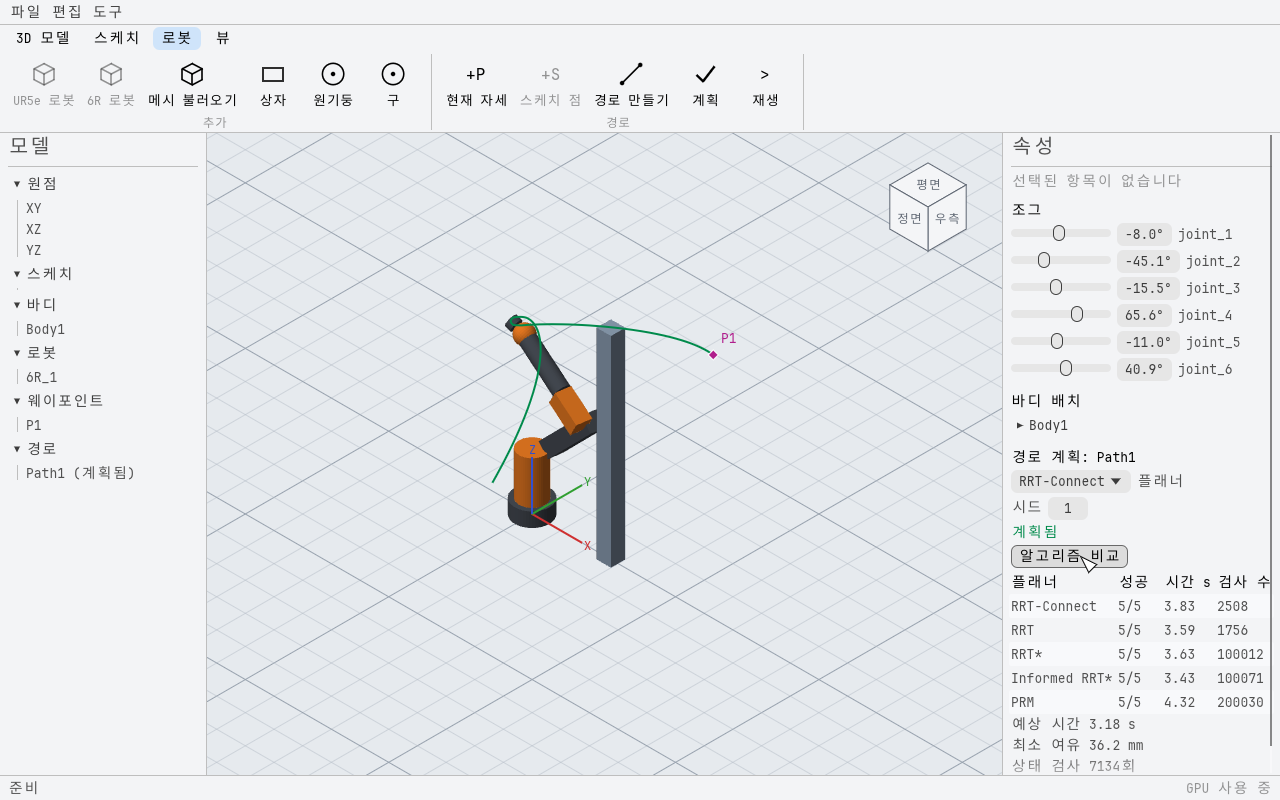 파일 편집 도구
3D 모델 스케치 로봇 뷰
+P +S >
UR5e 로봇 6R 로봇 메시 불러오기 상자 원기둥 구 현재 자세 스케치 점 경로 만들기 계획 재생
추가 경로
모델
▼ 원점
XY
XZ
YZ
▼ 스케치
▼ 바디
Body1
▼ 로봇
6R_1
▼ 웨이포인트
P1
▼ 경로
Path1 (계획됨)
평면
정면 우측
P1
Z
Y
X
속성
선택된 항목이 없습니다
조그
-8.0° joint_1
-45.1° joint_2
-15.5° joint_3
65.6° joint_4
-11.0° joint_5
40.9° joint_6
바디 배치
▶ Body1
경로 계획: Path1
RRT-Connect ▼ 플래너
시드 1
계획됨
알고리즘 비교
플래너 성공 시간 s 검사 수
RRT-Connect 5/5 3.83 2508
RRT 5/5 3.59 1756
RRT* 5/5 3.63 100012
Informed RRT* 5/5 3.43 100071
PRM 5/5 4.32 200030
예상 시간 3.18 s
최소 여유 36.2 mm
상태 검사 7134회
준비
GPU 사용 중